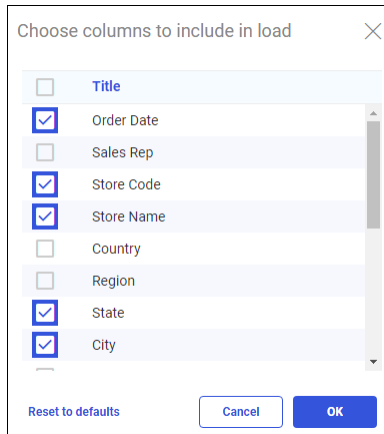 Choose columns to include in load
Title
Order Date
Sales Rep
Store Code
Store Name
Country
Region
State
City
Reset to defaults
Cancel
OK